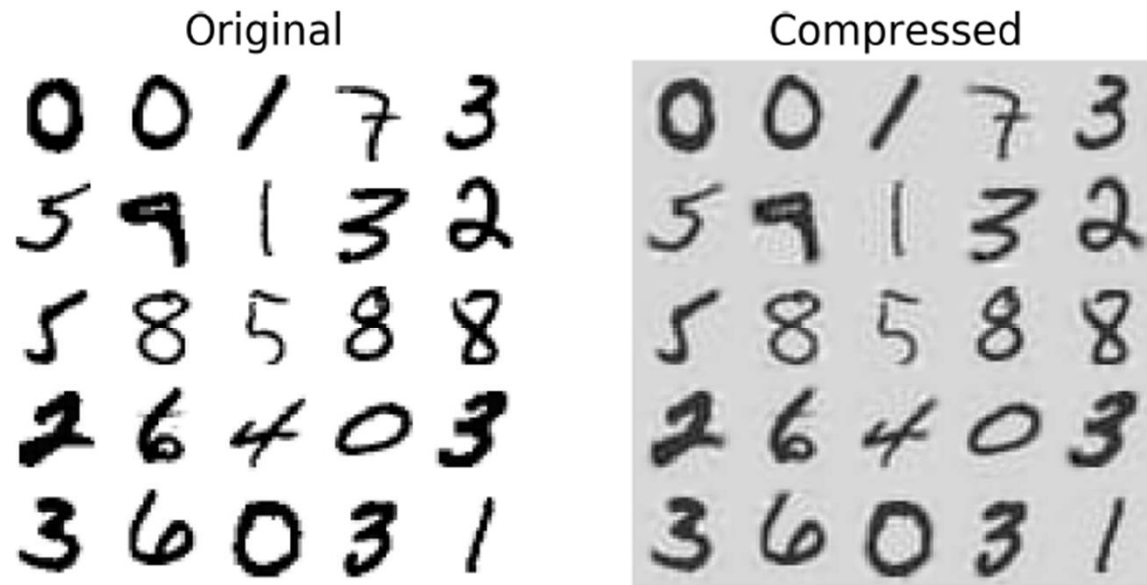 Original Compressed
0 0 1 7 3 0 0 1 7 3
5 9 1 3 2 5 9 1 3 2
5 8 5 8 8 5 8 5 8 8
2 6 4 0 3 2 6 4 0 3
3 6 0 3 1 3 6 0 3 1